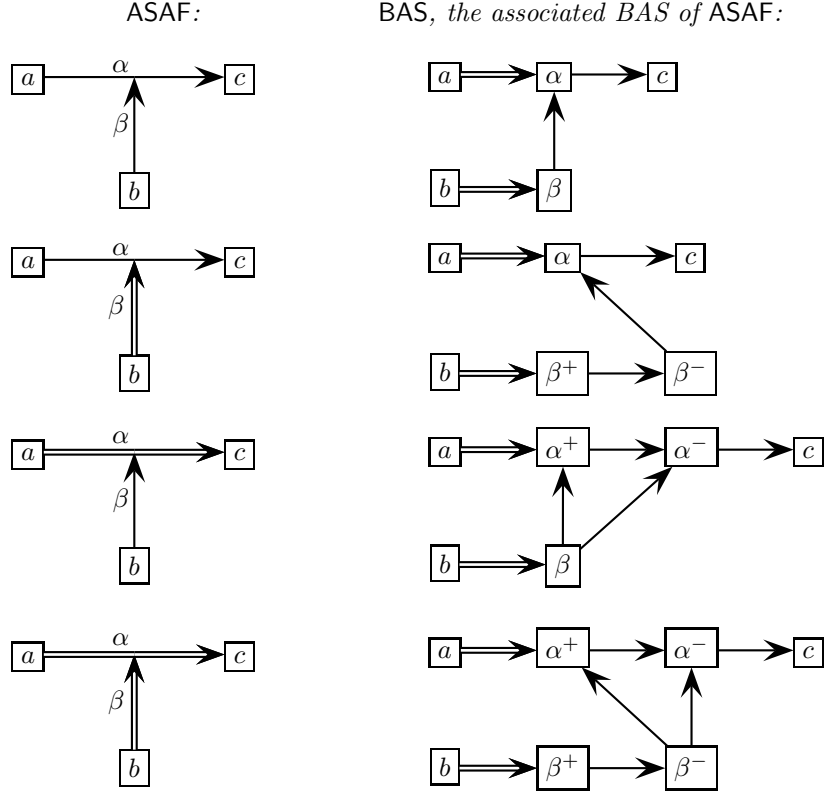 ASAF: BAS, the associated BAS of ASAF:
a α c a α c
β
b b β
a α c a α c
β
b b β⁺ β⁻
a α c a α⁺ α⁻ c
β
b b β
a α c a α⁺ α⁻ c
β
b b β⁺ β⁻